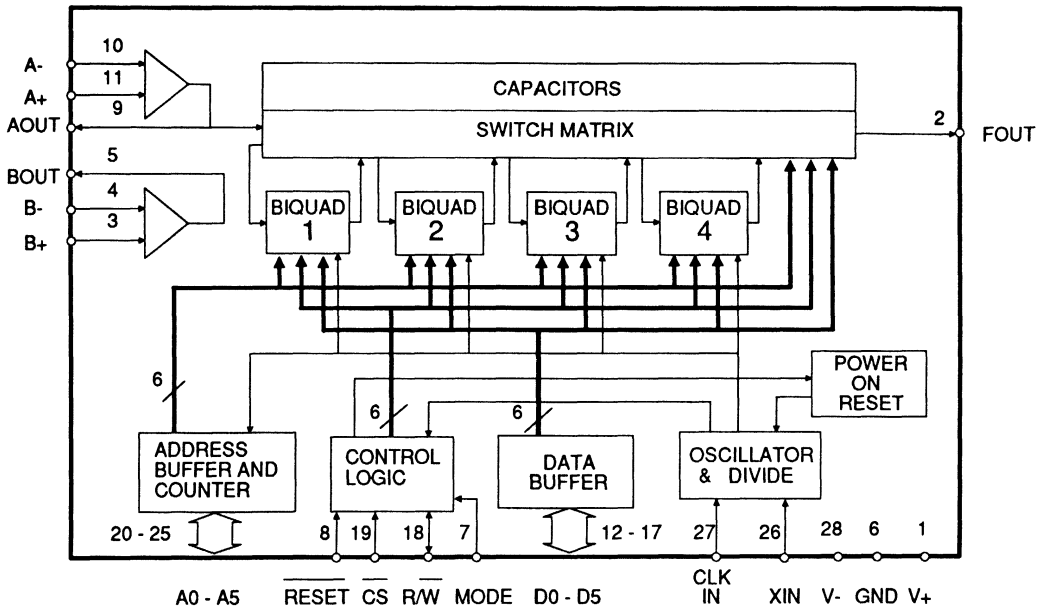 10
A-
11
A+
9
AOUT
5
BOUT
4
B-
3
B+
CAPACITORS
SWITCH MATRIX
2
FOUT
BIQUAD
1
BIQUAD
2
BIQUAD
3
BIQUAD
4
6
6
6
POWER
ON
RESET
ADDRESS
BUFFER AND
COUNTER
CONTROL
LOGIC
DATA
BUFFER
OSCILLATOR
& DIVIDE
20 - 25
8
19
18
7
12 - 17
27
26
28
6
1
A0 - A5
RESET
CS
R/W
MODE
D0 - D5
CLK
IN
XIN
V-
GND
V+